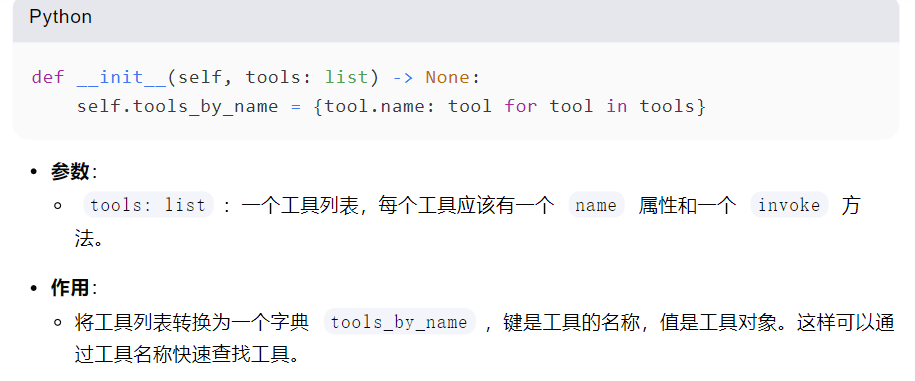 Python
def __init__(self, tools: list) -> None:
    self.tools_by_name = {tool.name: tool for tool in tools}
• 参数：
○ tools: list ：一个工具列表，每个工具应该有一个 name 属性和一个 invoke 方
法。
• 作用：
○ 将工具列表转换为一个字典 tools_by_name ，键是工具的名称，值是工具对象。这样可以通
过工具名称快速查找工具。